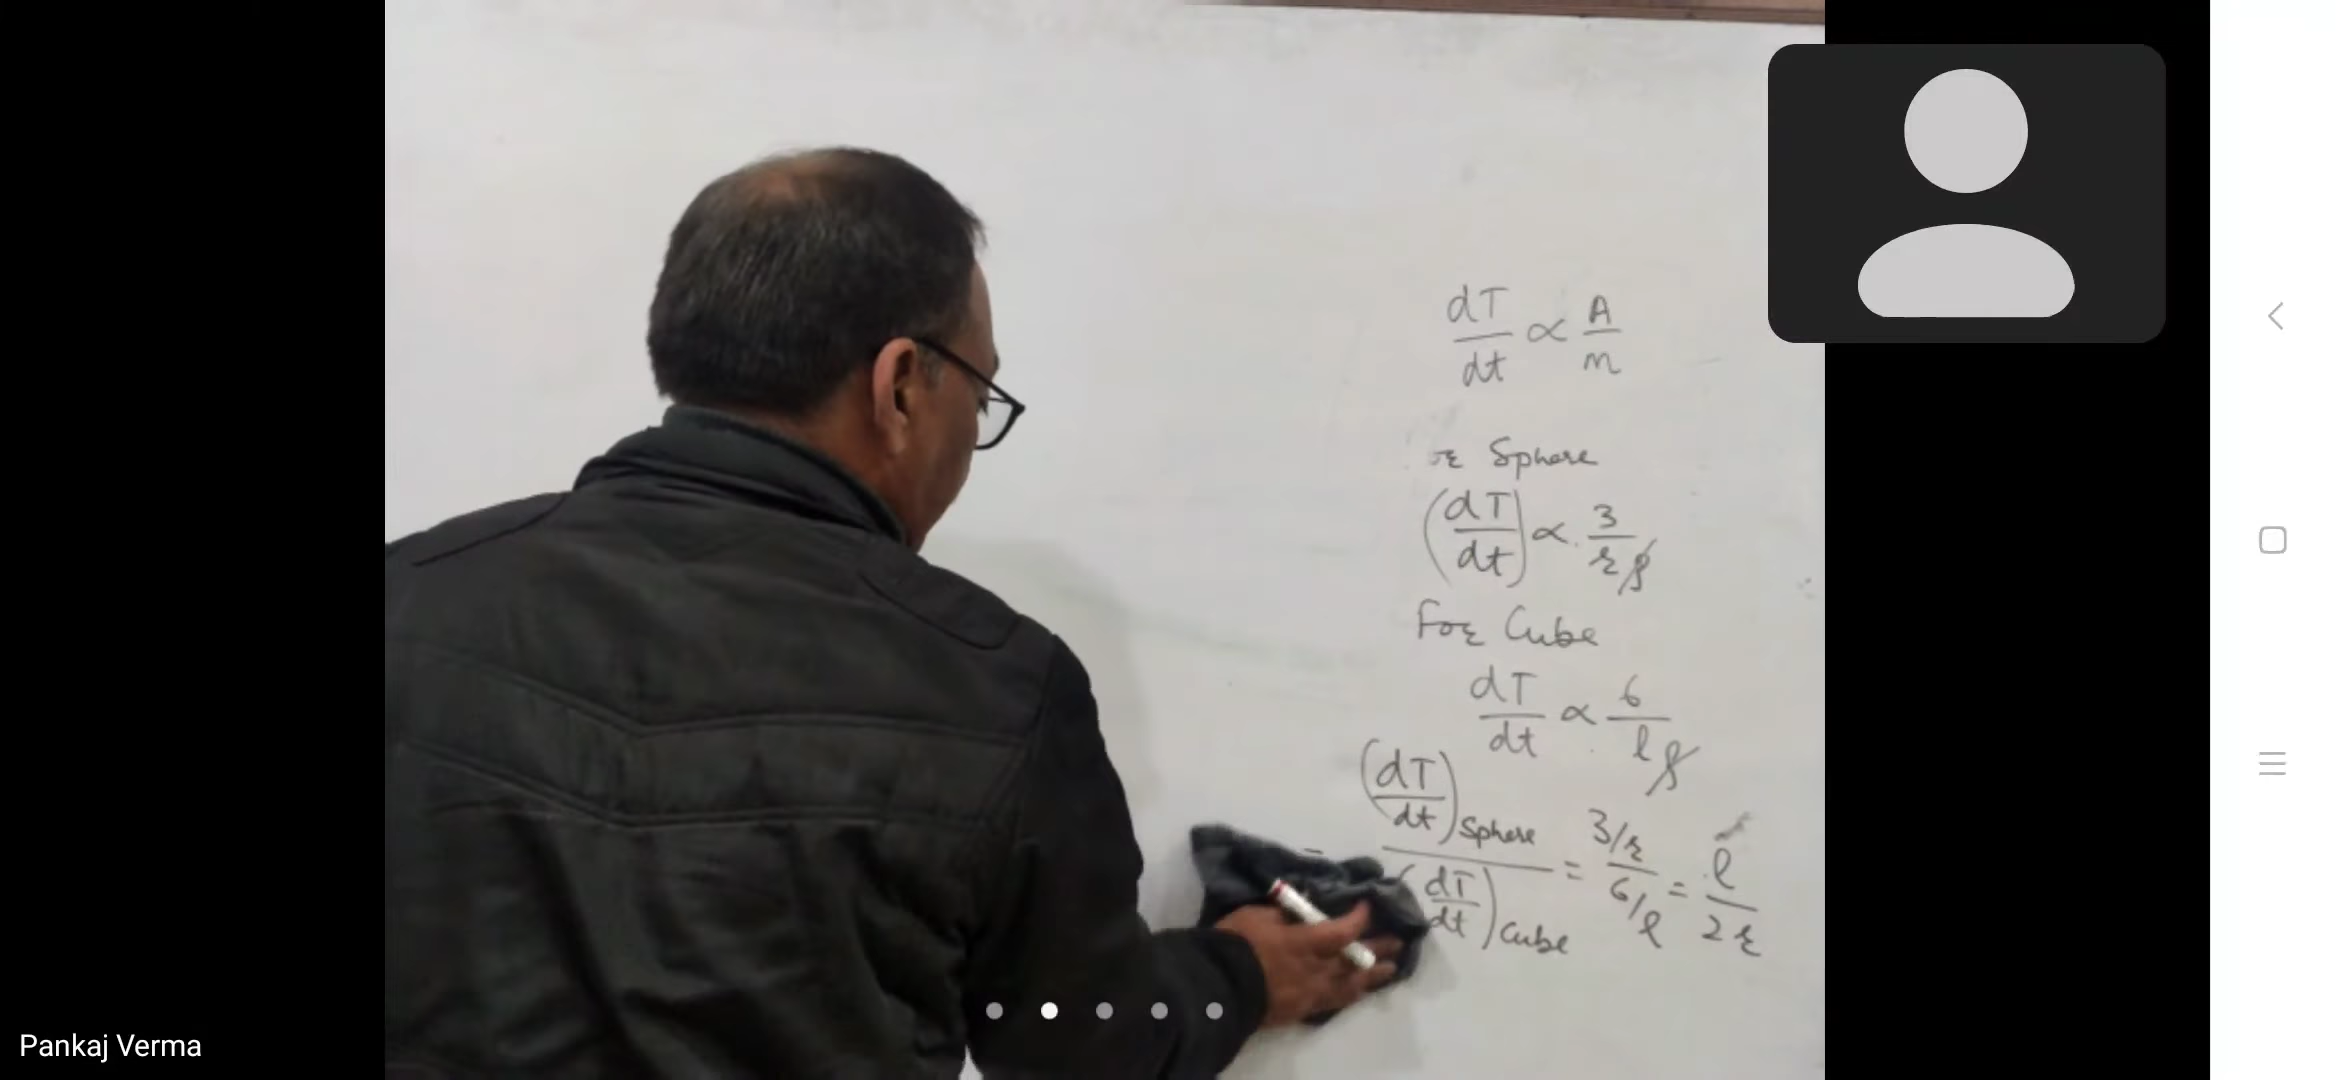 dT/dt ∝ A/m
Sphere
(dT/dt) ∝ 3/rρ
For Cube
dT/dt ∝ 6/lρ
= (dT/dt)Sphere / (dT/dt)Cube = 3/r / 6/l = l/2r
Pankaj Verma